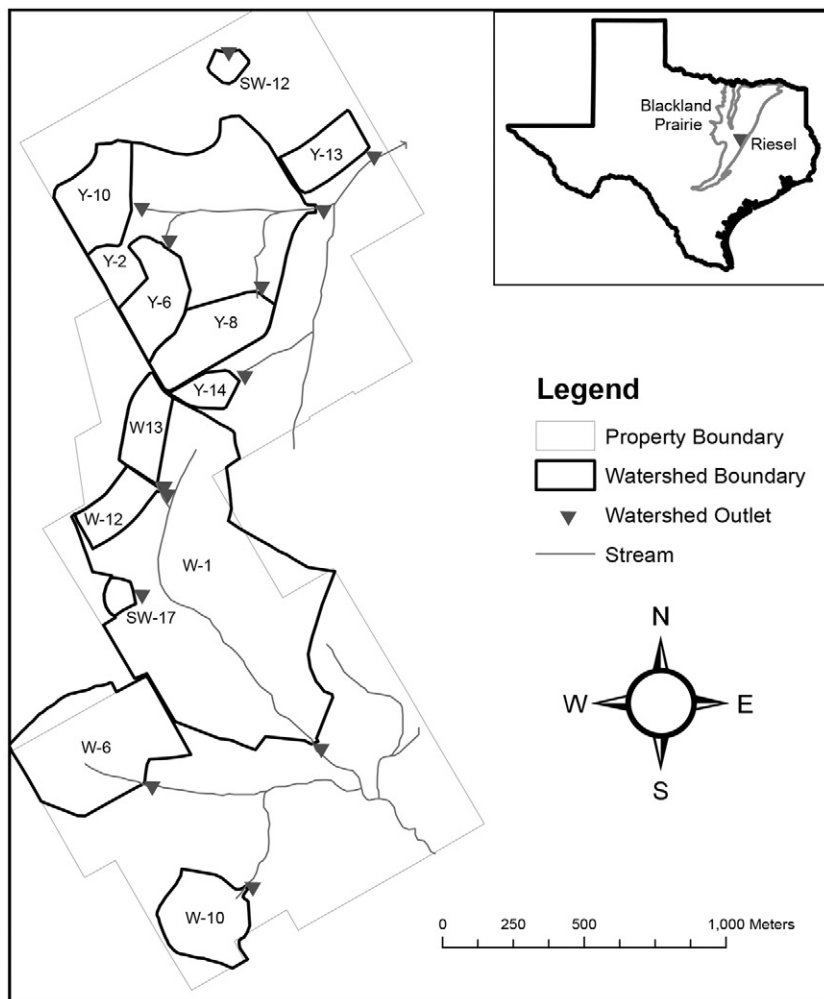 SW-12
Blackland
Prairie
Riesel
Y-13
Y-10
Y-2
Y-6
Y-8
Y-14
W13
W-12
W-1
SW-17
W-6
W-10
Legend
Property Boundary
Watershed Boundary
Watershed Outlet
Stream
N
W
E
S
0
250
500
1,000 Meters